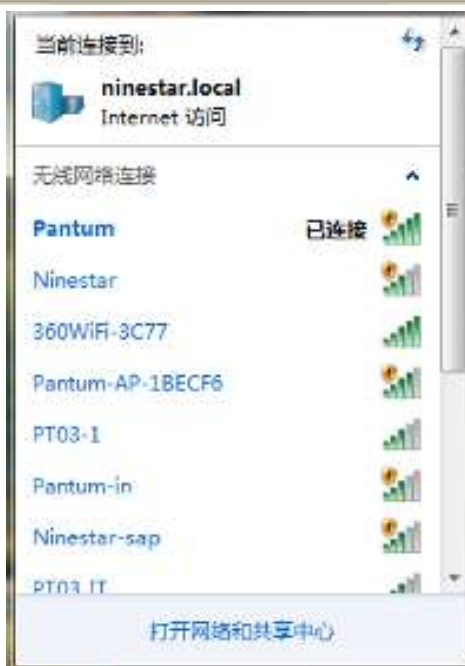 当前连接到:
ninestar.local
Internet 访问
无线网络连接
Pantum 已连接
Ninestar
360WiFi-3C77
Pantum-AP-1BECF6
PT03-1
Pantum-in
Ninestar-sap
PT03_IT
打开网络和共享中心